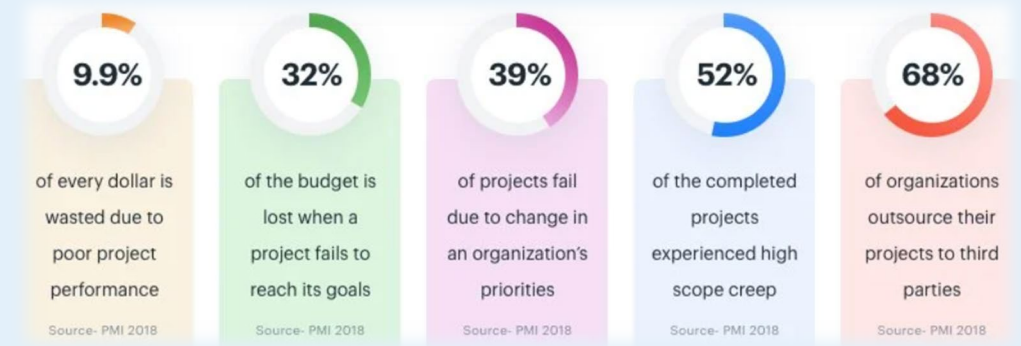 9.9%
of every dollar is
wasted due to
poor project
performance
Source- PMI 2018
32%
of the budget is
lost when a
project fails to
reach its goals
Source- PMI 2018
39%
of projects fail
due to change in
an organization's
priorities
Source- PMI 2018
52%
of the completed
projects
experienced high
scope creep
Source- PMI 2018
68%
of organizations
outsource their
projects to third
parties
Source- PMI 2018